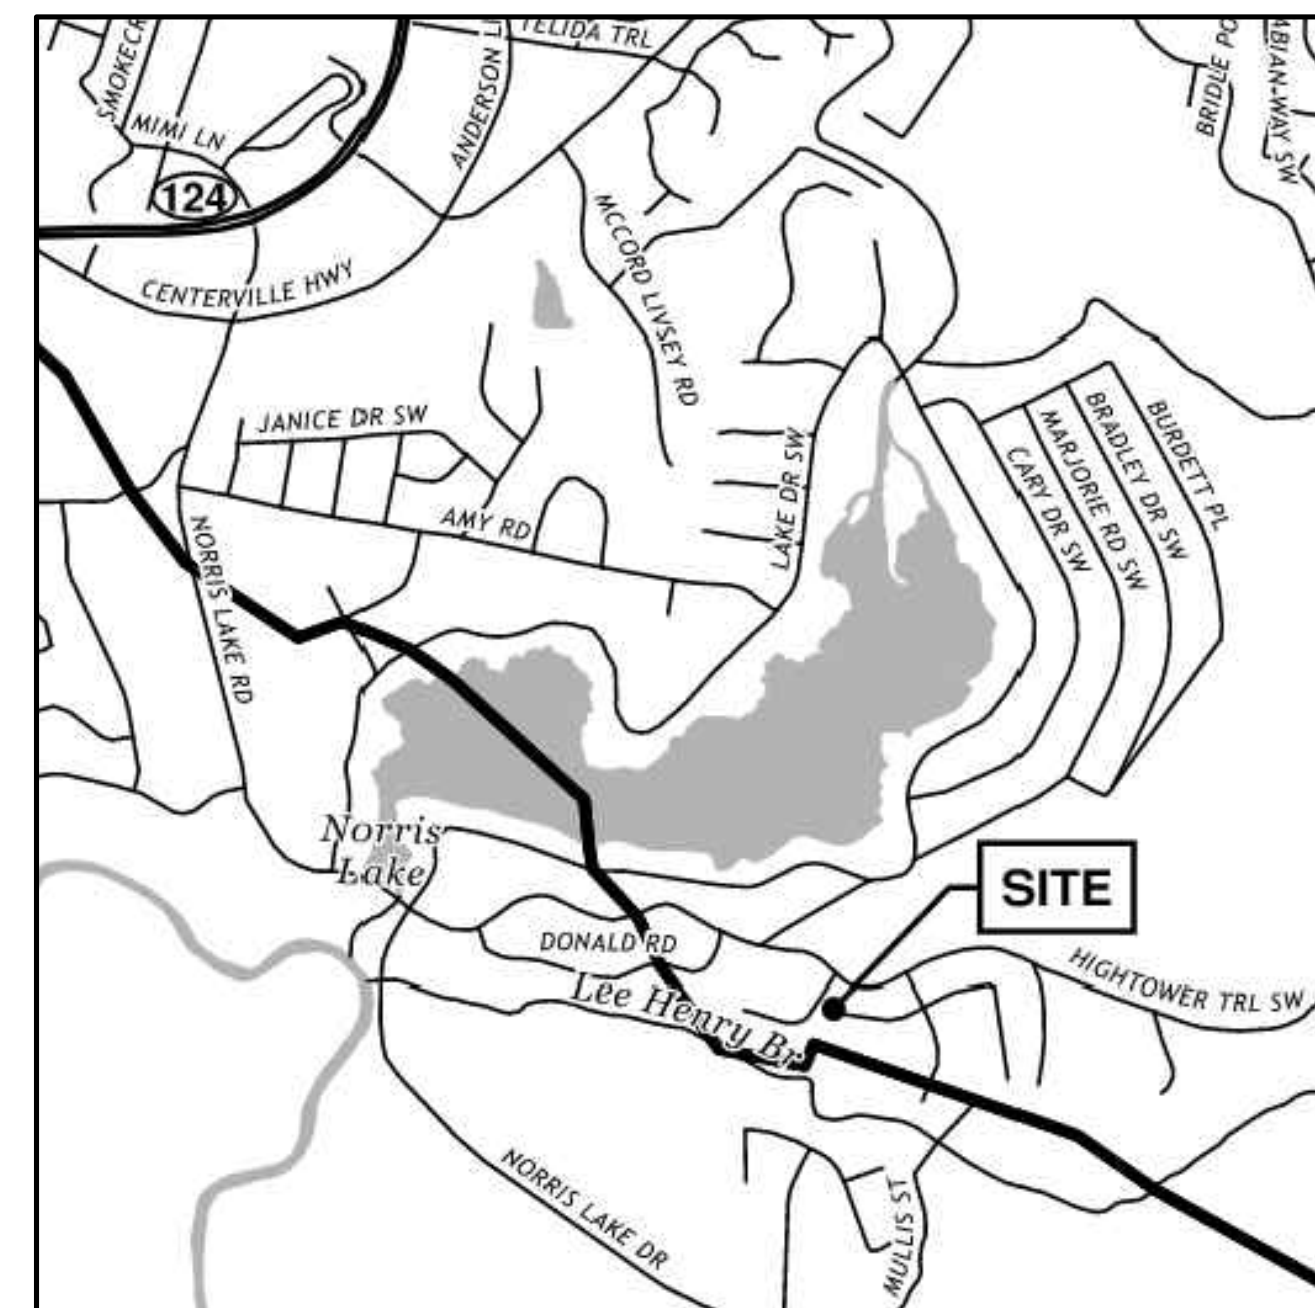 TELIDA TRL
MIMI LN
124
CENTERVILLE HWY
MCCORD LIVSEY RD
JANICE DR SW
AMY RD
NORRIS LAKE RD
LAKE DR SW
CARY DR SW
MARJORIE RD SW
BRADLEY DR SW
BURDETT PL
Norris
Lake
SITE
DONALD RD
Lee Henry Br
HIGHTOWER TRL SW
NORRIS LAKE DR
MULLIS ST
ANDERSON
BRIDLE
WAY SW